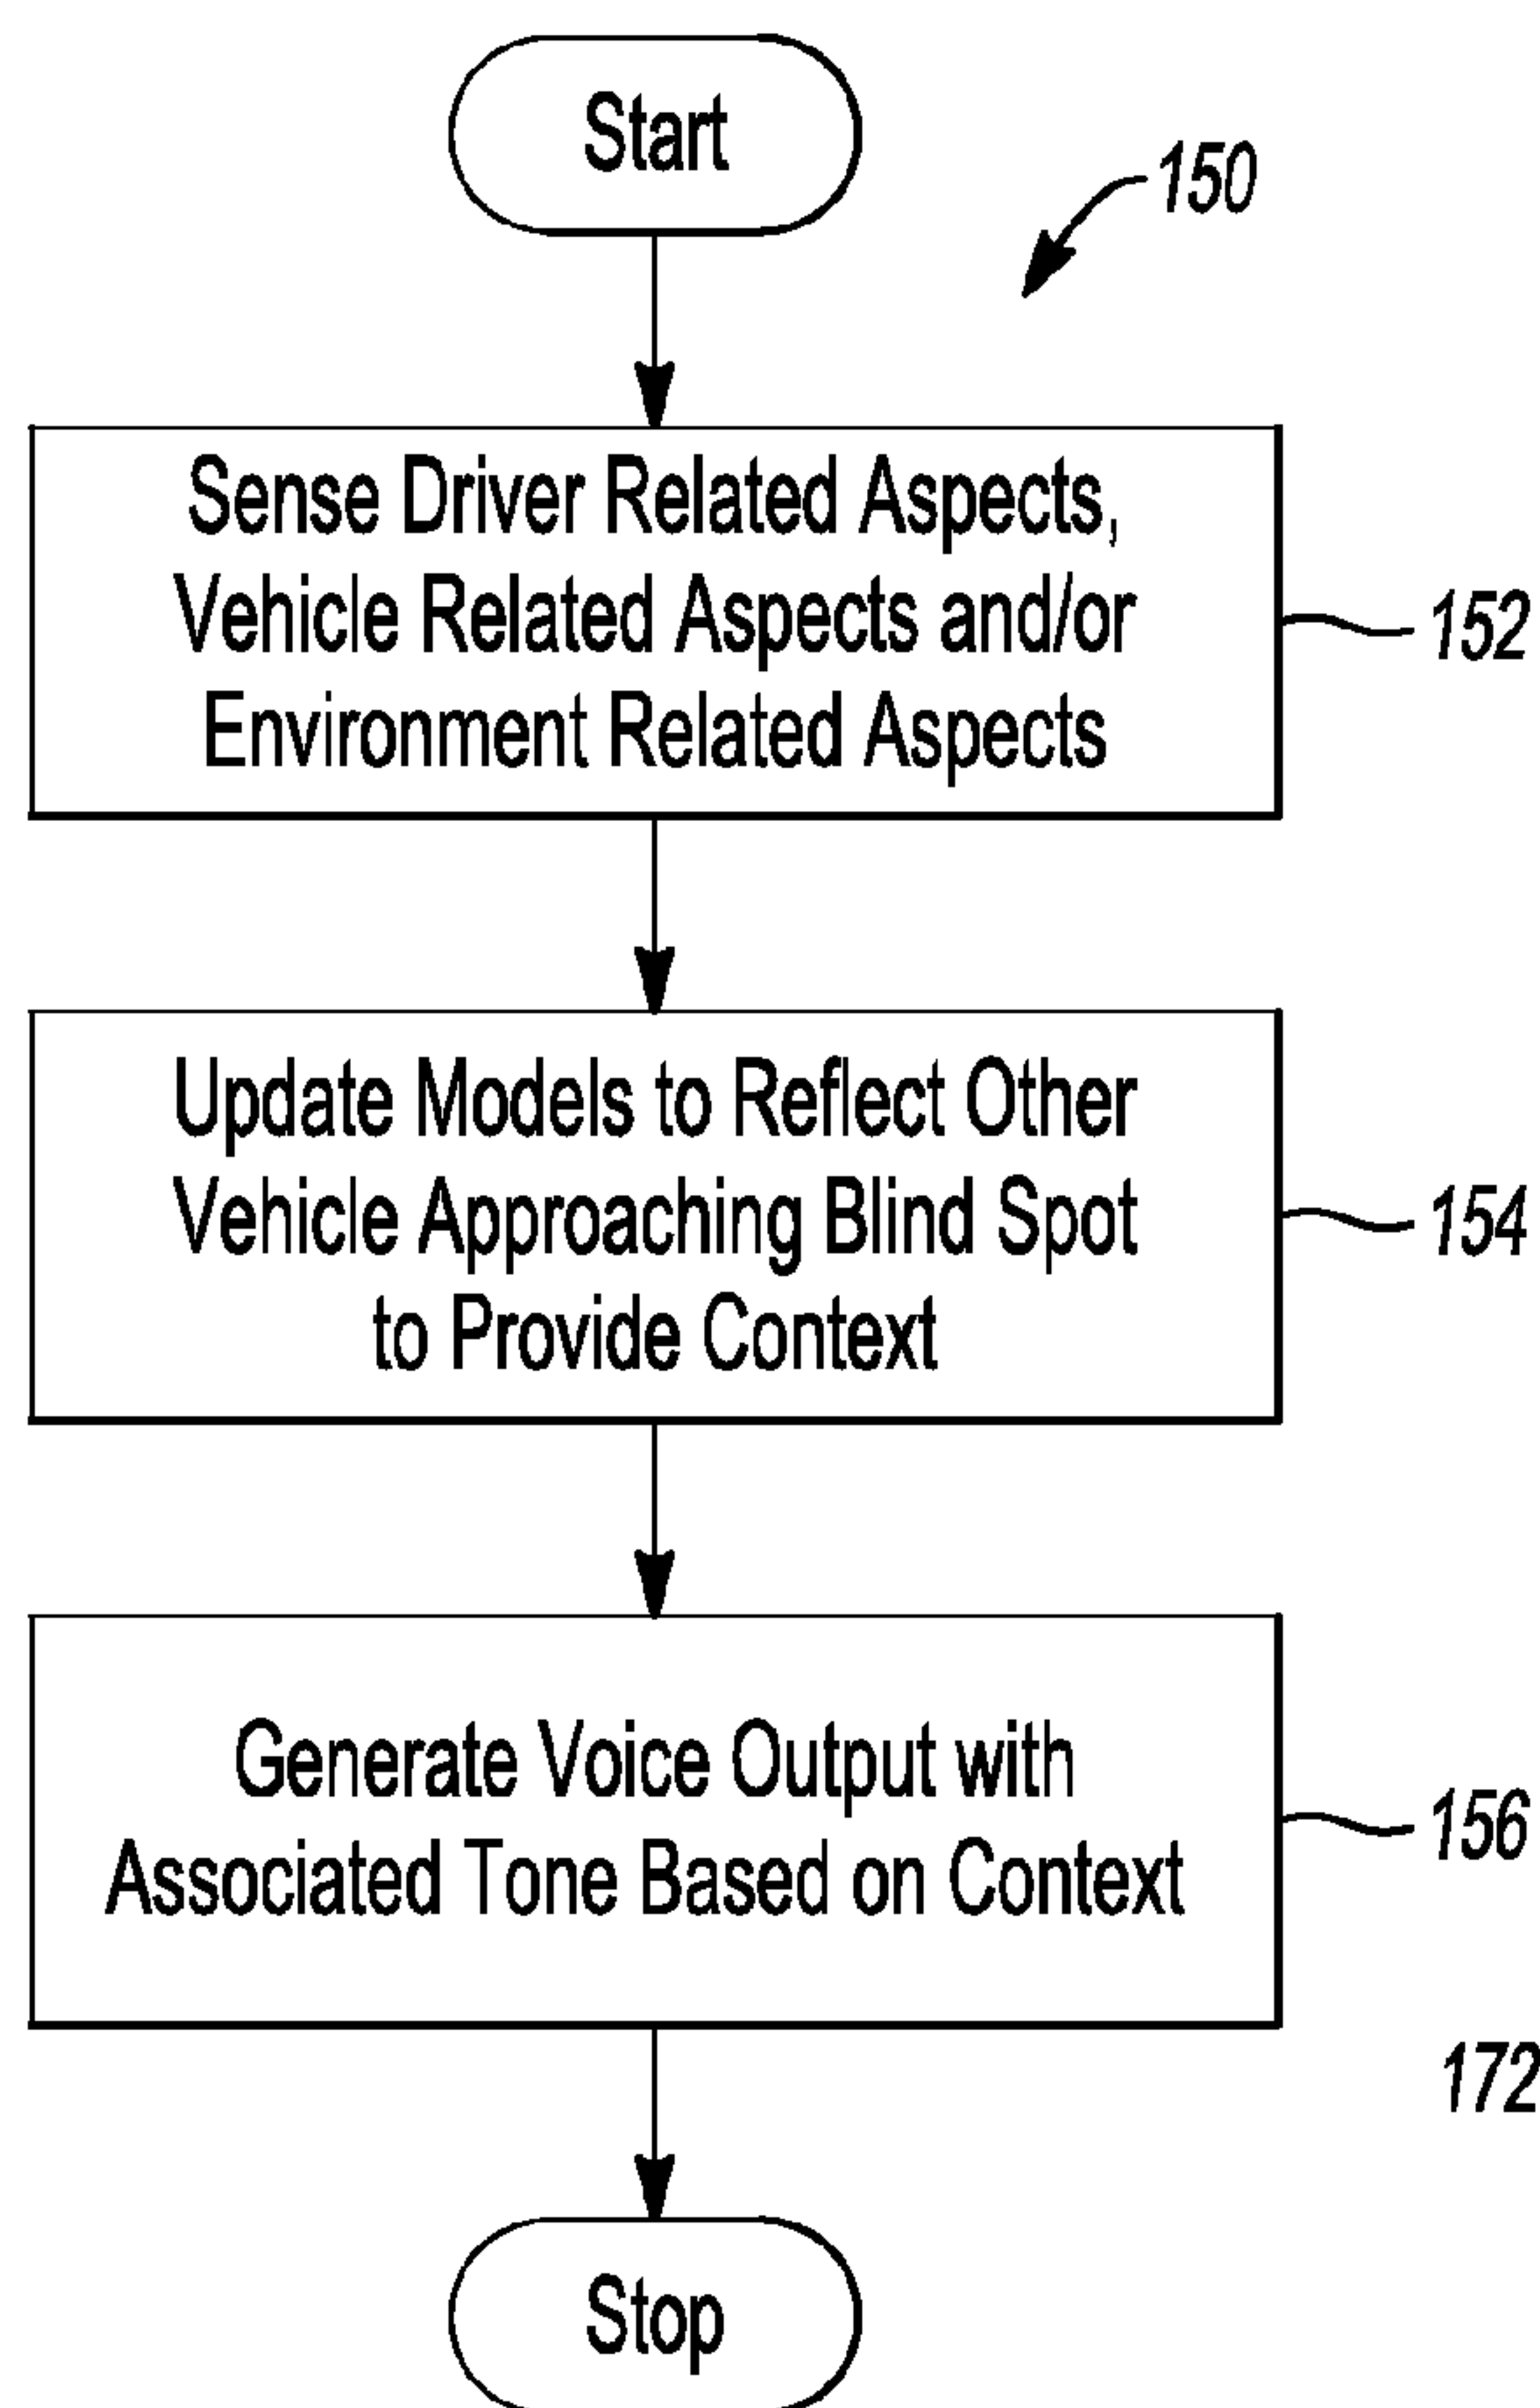 Start
150
Sense Driver Related Aspects,
Vehicle Related Aspects and/or
Environment Related Aspects
152
Update Models to Reflect Other
Vehicle Approaching Blind Spot
to Provide Context
154
Generate Voice Output with
Associated Tone Based on Context
156
172
Stop